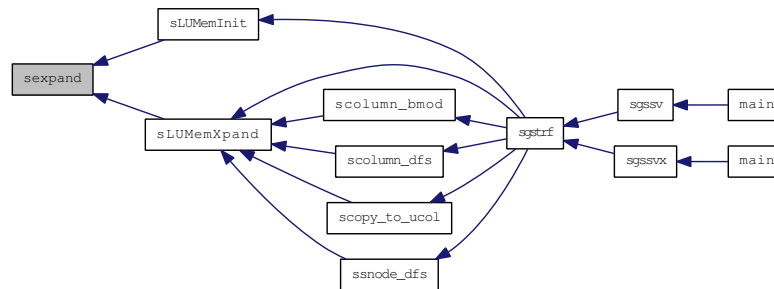 sLUMemInit
sexpand
scolumn_bmod
sgssv
main
sLUMemXpand
sgstrf
scolumn_dfs
sgssvx
main
scopy_to_ucol
ssnode_dfs